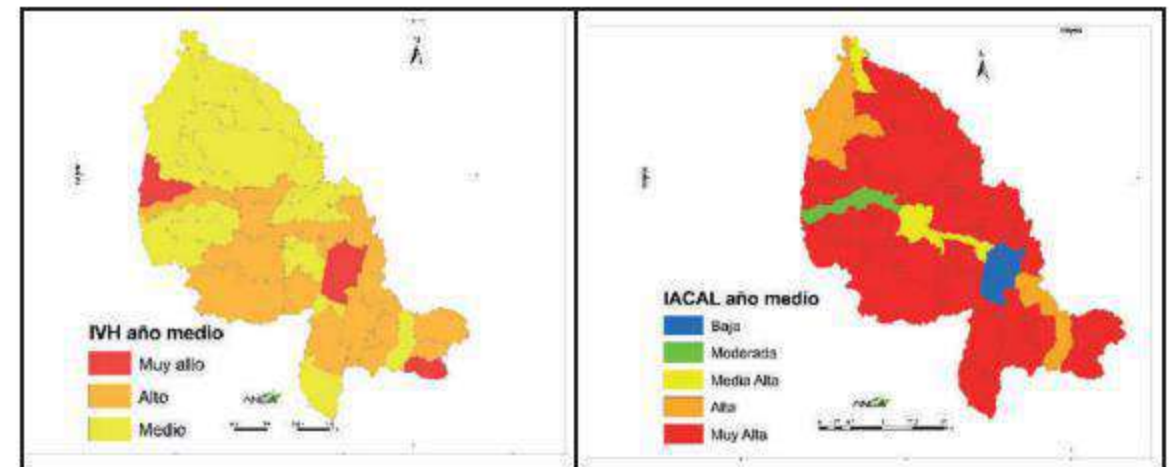 IVH año medio
Muy alto
Alto
Medio
IACAL año medio
Baja
Moderada
Media Alta
Alta
Muy Alta